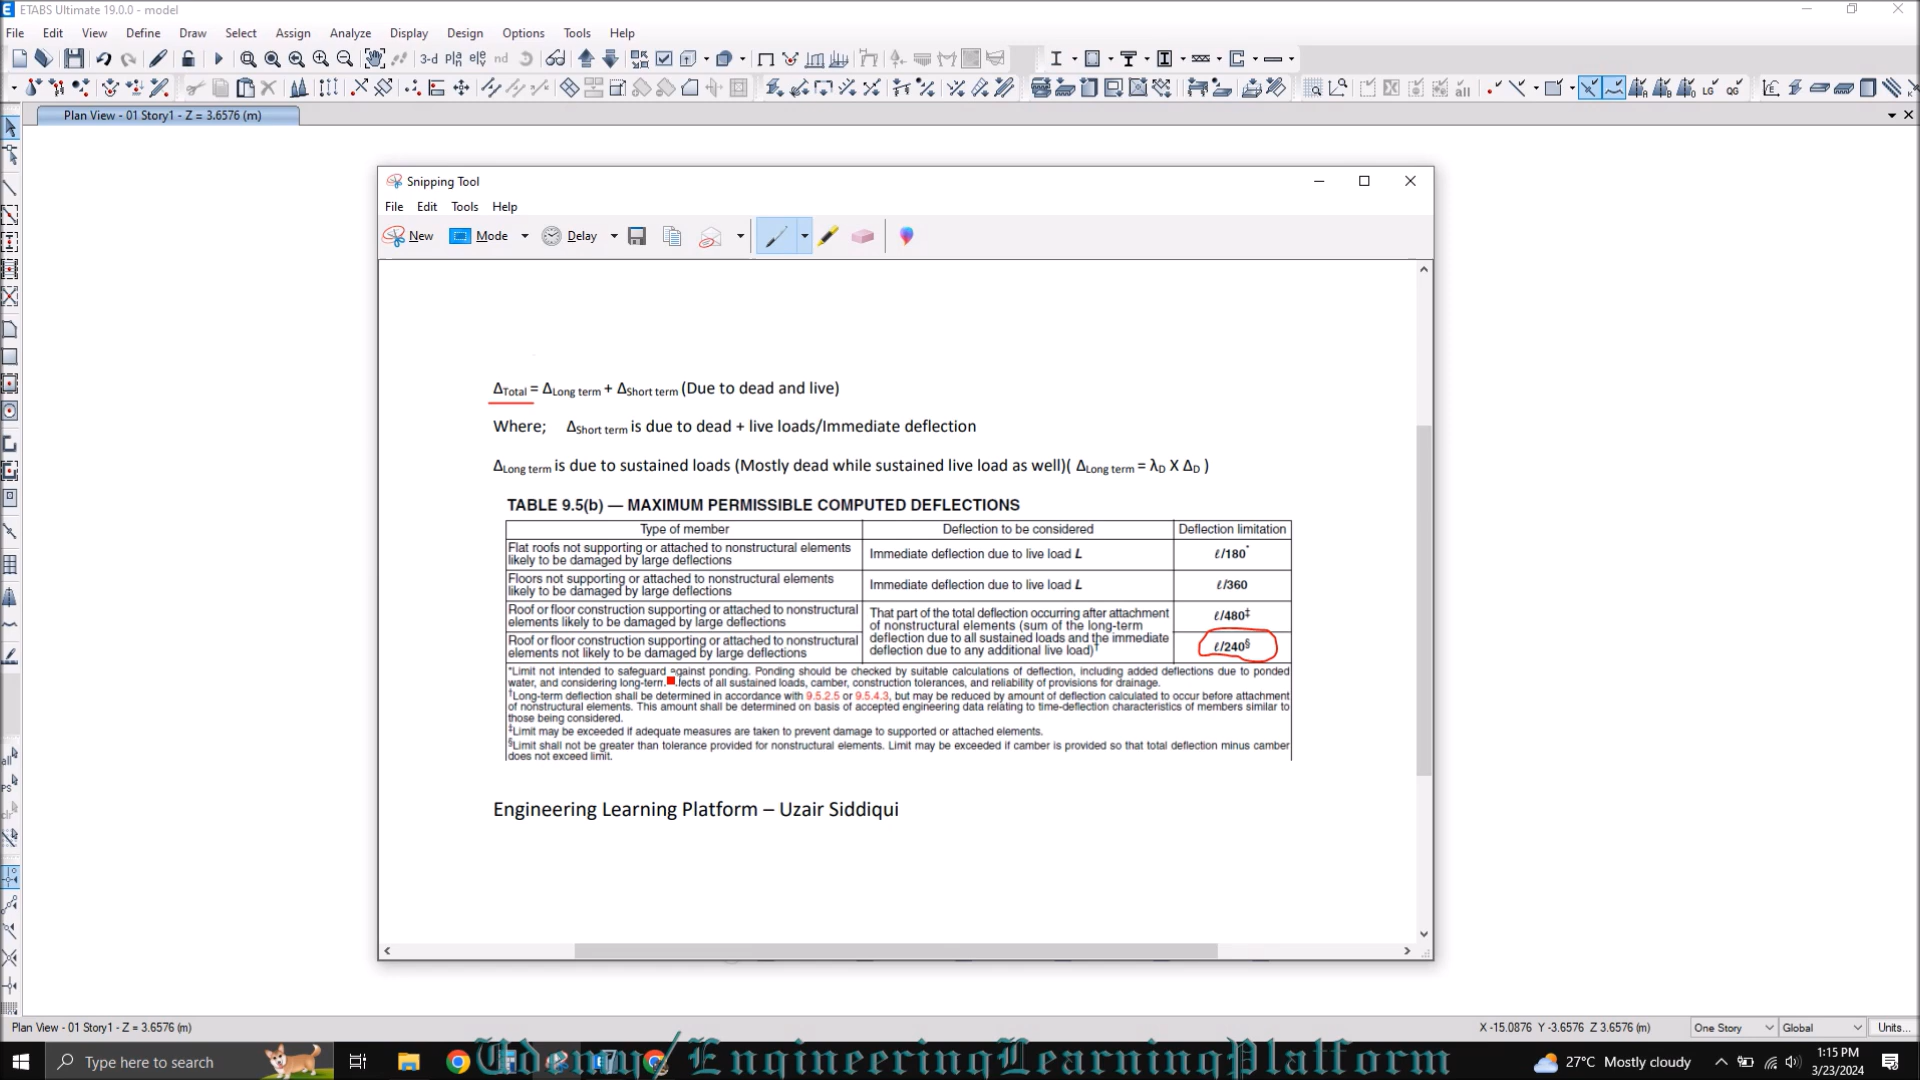 ETABS Ultimate 19.0.0 - model
File Edit View Define Draw Select Assign Analyze Display Design Options Tools Help
3-d nd
all LG QG
Plan View - 01 Story1 - Z = 3.6576 (m)
Snipping Tool
File Edit Tools Help
New Mode Delay
ΔTotal = ΔLong term + ΔShort term (Due to dead and live)
Where; ΔShort term is due to dead + live loads/Immediate deflection
ΔLong term is due to sustained loads (Mostly dead while sustained live load as well)( ΔLong term = λD X ΔD )
TABLE 9.5(b) — MAXIMUM PERMISSIBLE COMPUTED DEFLECTIONS
Type of member Deflection to be considered Deflection limitation
Flat roofs not supporting or attached to nonstructural elements
likely to be damaged by large deflections
Immediate deflection due to live load L
ℓ/180*
Floors not supporting or attached to nonstructural elements
likely to be damaged by large deflections
Immediate deflection due to live load L
ℓ/360
Roof or floor construction supporting or attached to nonstructural
elements likely to be damaged by large deflections
That part of the total deflection occurring after attachment
of nonstructural elements (sum of the long-term
deflection due to all sustained loads and the immediate
deflection due to any additional live load)†
ℓ/480‡
Roof or floor construction supporting or attached to nonstructural
elements not likely to be damaged by large deflections
ℓ/240§
*Limit not intended to safeguard against ponding. Ponding should be checked by suitable calculations of deflection, including added deflections due to ponded
water, and considering long-term fects of all sustained loads, camber, construction tolerances, and reliability of provisions for drainage.
†Long-term deflection shall be determined in accordance with 9.5.2.5 or 9.5.4.3, but may be reduced by amount of deflection calculated to occur before attachment
of nonstructural elements. This amount shall be determined on basis of accepted engineering data relating to time-deflection characteristics of members similar to
those being considered.
‡Limit may be exceeded if adequate measures are taken to prevent damage to supported or attached elements.
§Limit shall not be greater than tolerance provided for nonstructural elements. Limit may be exceeded if camber is provided so that total deflection minus camber
does not exceed limit.
Engineering Learning Platform – Uzair Siddiqui
all
PS
clr
Plan View - 01 Story1 - Z = 3.6576 (m)
X -15.0876 Y -3.6576 Z 3.6576 (m) One Story Global Units...
Type here to search
Udemy/EngineeringLearningPlatform
27°C Mostly cloudy
1:15 PM
3/23/2024